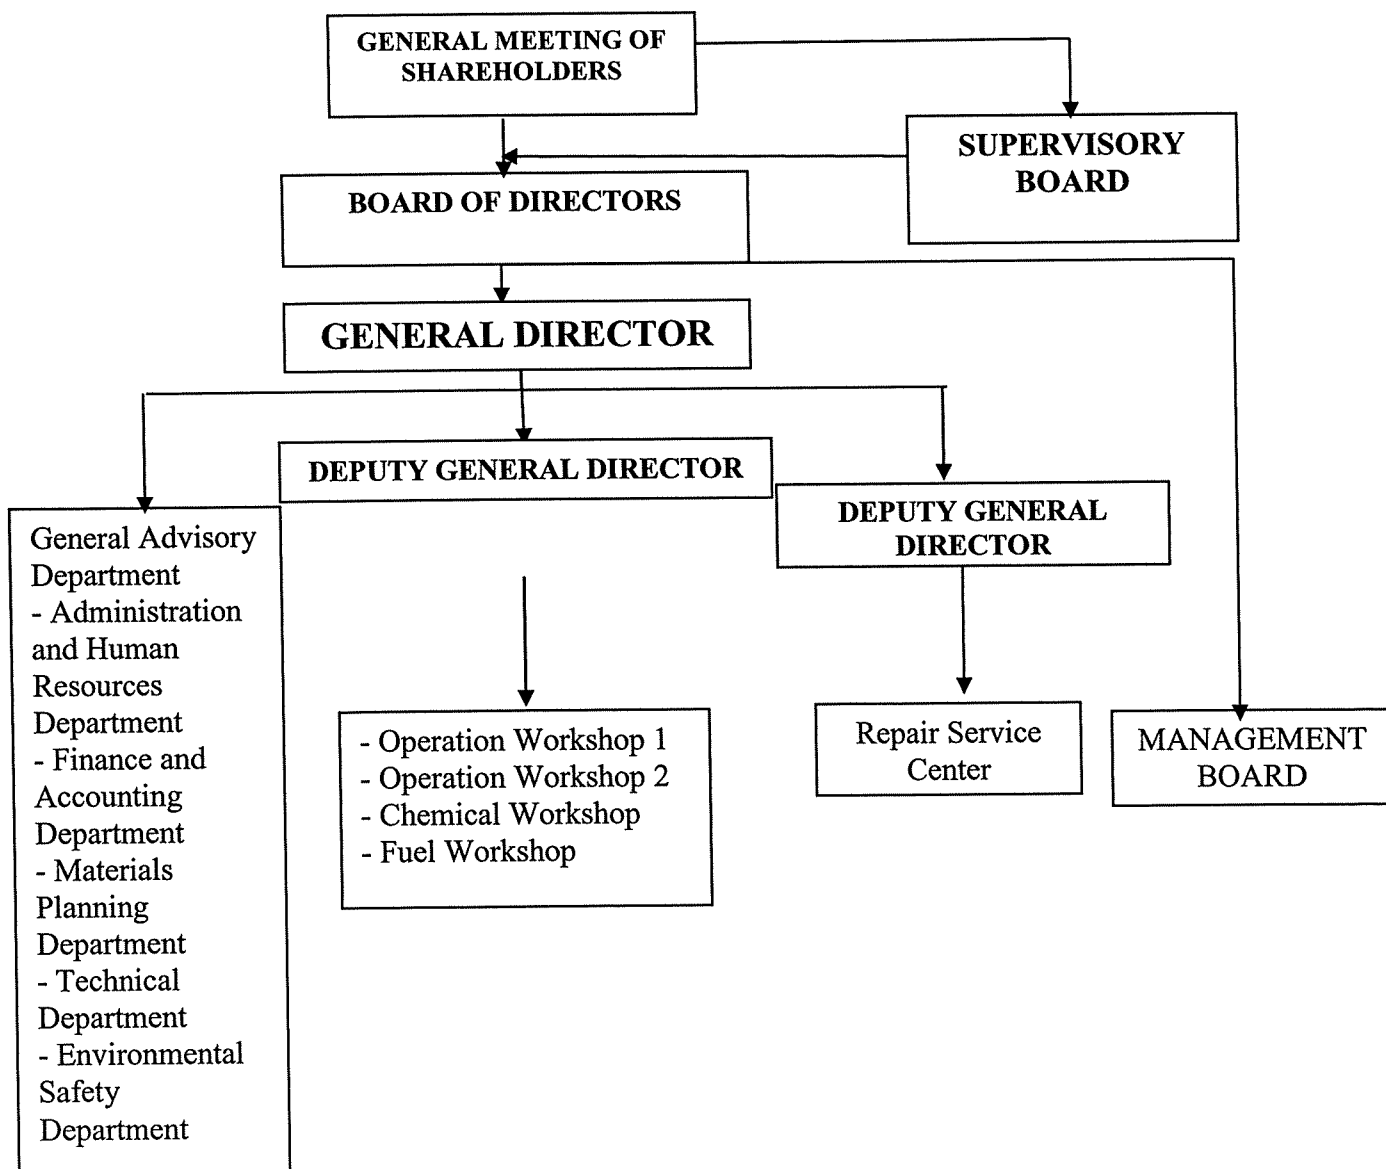 GENERAL MEETING OF
SHAREHOLDERS
SUPERVISORY
BOARD
BOARD OF DIRECTORS
GENERAL DIRECTOR
DEPUTY GENERAL DIRECTOR
DEPUTY GENERAL
DIRECTOR
General Advisory
Department
- Administration
and Human
Resources
Department
- Finance and
Accounting
Department
- Materials
Planning
Department
- Technical
Department
- Environmental
Safety
Department
- Operation Workshop 1
- Operation Workshop 2
- Chemical Workshop
- Fuel Workshop
Repair Service
Center
MANAGEMENT
BOARD